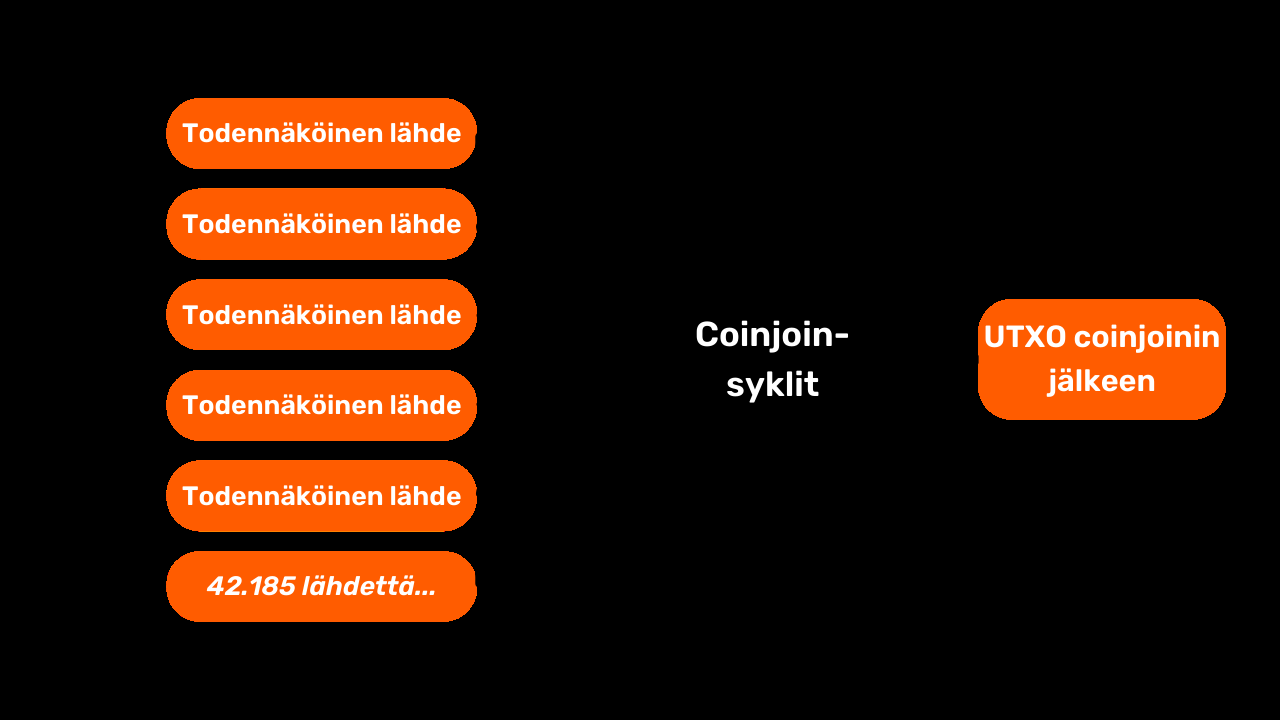 Todennäköinen lähde
Todennäköinen lähde
Todennäköinen lähde
Todennäköinen lähde
Todennäköinen lähde
42.185 lähdettä...
Coinjoin-
syklit
UTXO coinjoinin
jälkeen